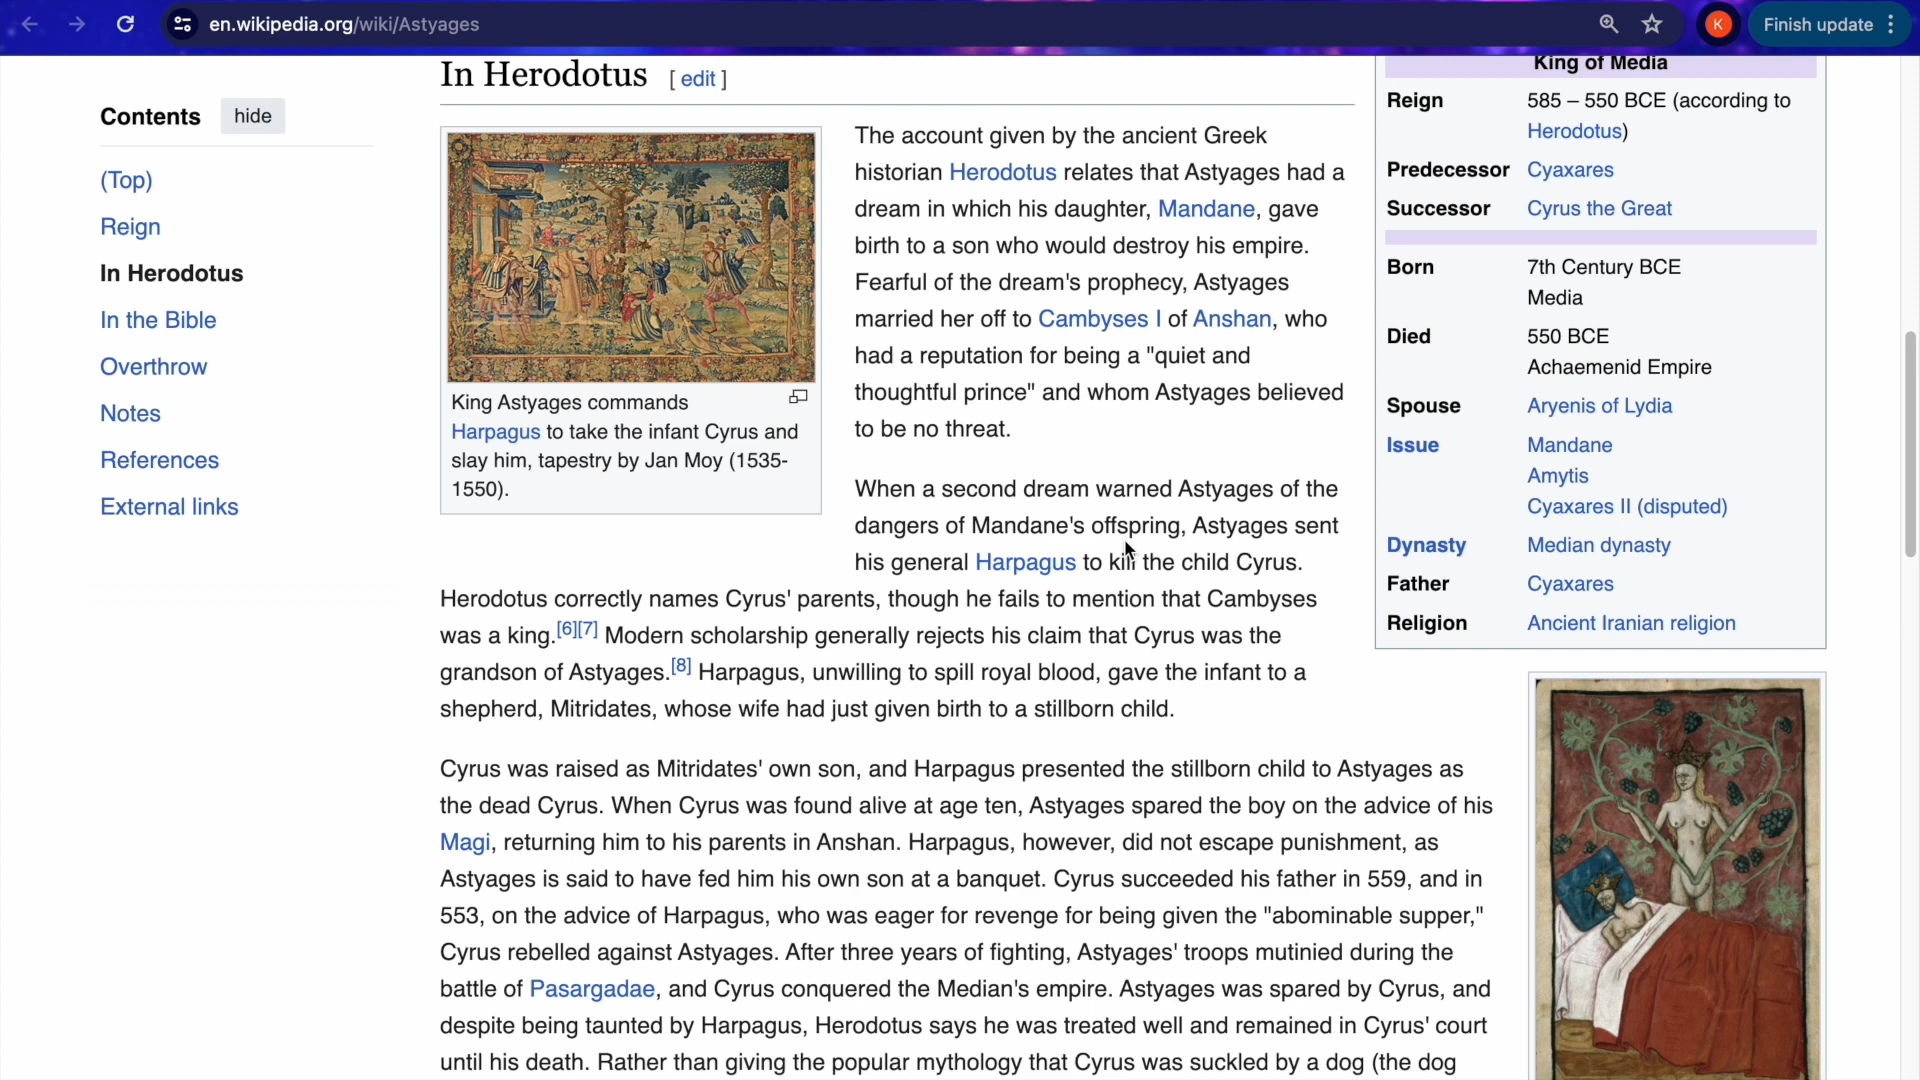 en.wikipedia.org/wiki/Astyages
K
Finish update
Contents
hide
(Top)
Reign
In Herodotus
In the Bible
Overthrow
Notes
References
External links
In Herodotus [ edit ]
King Astyages commands
Harpagus to take the infant Cyrus and
slay him, tapestry by Jan Moy (1535-
1550).
The account given by the ancient Greek
historian Herodotus relates that Astyages had a
dream in which his daughter, Mandane, gave
birth to a son who would destroy his empire.
Fearful of the dream's prophecy, Astyages
married her off to Cambyses I of Anshan, who
had a reputation for being a "quiet and
thoughtful prince" and whom Astyages believed
to be no threat.
When a second dream warned Astyages of the
dangers of Mandane's offspring, Astyages sent
his general Harpagus to kill the child Cyrus.
Herodotus correctly names Cyrus' parents, though he fails to mention that Cambyses
was a king.[6][7] Modern scholarship generally rejects his claim that Cyrus was the
grandson of Astyages.[8] Harpagus, unwilling to spill royal blood, gave the infant to a
shepherd, Mitridates, whose wife had just given birth to a stillborn child.
Cyrus was raised as Mitridates' own son, and Harpagus presented the stillborn child to Astyages as
the dead Cyrus. When Cyrus was found alive at age ten, Astyages spared the boy on the advice of his
Magi, returning him to his parents in Anshan. Harpagus, however, did not escape punishment, as
Astyages is said to have fed him his own son at a banquet. Cyrus succeeded his father in 559, and in
553, on the advice of Harpagus, who was eager for revenge for being given the "abominable supper,"
Cyrus rebelled against Astyages. After three years of fighting, Astyages' troops mutinied during the
battle of Pasargadae, and Cyrus conquered the Median's empire. Astyages was spared by Cyrus, and
despite being taunted by Harpagus, Herodotus says he was treated well and remained in Cyrus' court
until his death. Rather than giving the popular mythology that Cyrus was suckled by a dog (the dog
King of Media
Reign 585 – 550 BCE (according to
Herodotus)
Predecessor Cyaxares
Successor Cyrus the Great
Born 7th Century BCE
Media
Died 550 BCE
Achaemenid Empire
Spouse Aryenis of Lydia
Issue Mandane
Amytis
Cyaxares II (disputed)
Dynasty Median dynasty
Father Cyaxares
Religion Ancient Iranian religion